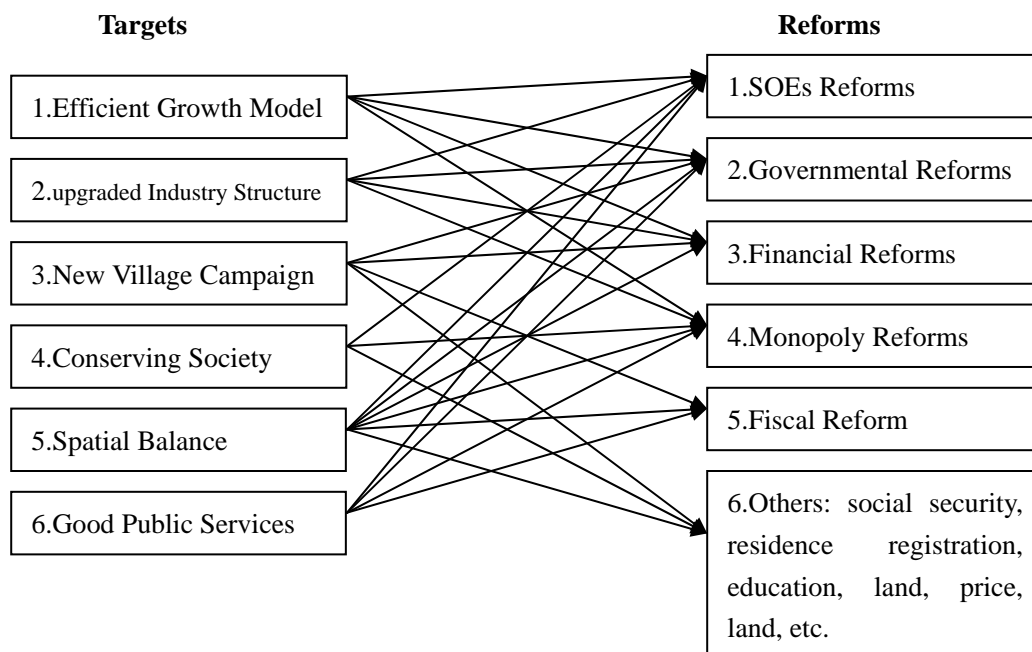 Targets
Reforms
1.Efficient Growth Model
2.upgraded Industry Structure
3.New Village Campaign
4.Conserving Society
5.Spatial Balance
6.Good Public Services
1.SOEs Reforms
2.Governmental Reforms
3.Financial Reforms
4.Monopoly Reforms
5.Fiscal Reform
6.Others: social security,
residence registration,
education, land, price,
land, etc.